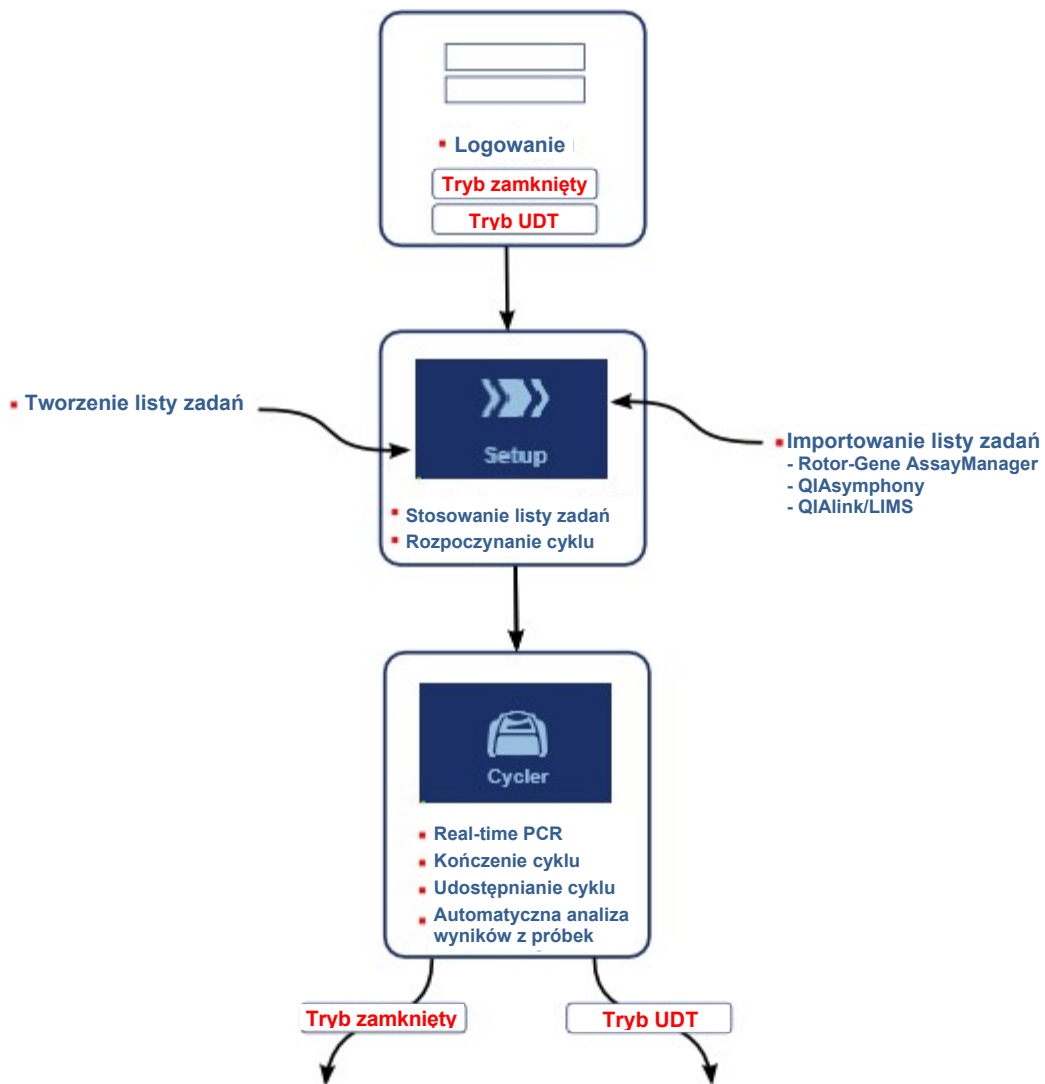 Logowanie
Tryb zamknięty
Tryb UDT
Tworzenie listy zadań
Setup
Importowanie listy zadań
- Rotor-Gene AssayManager
- QIAsymphony
- QIAlink/LIMS
Stosowanie listy zadań
Rozpoczynanie cyklu
Cycler
Real-time PCR
Kończenie cyklu
Udostępnianie cyklu
Automatyczna analiza
wyników z próbek
Tryb zamknięty
Tryb UDT